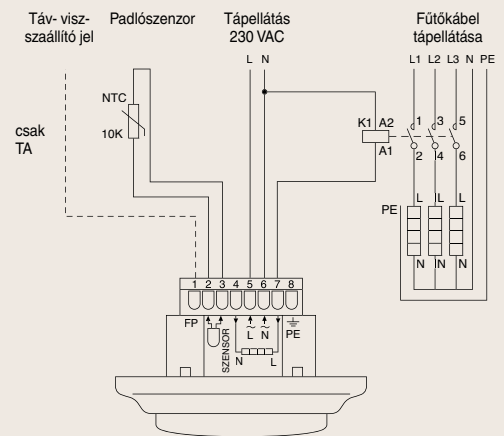 Táv- visz-
szaállító jel
Padlószenzor
Tápellátás
230 VAC
Fűtőkábel
tápellátása
L N
L1 L2 L3 N PE
NTC
10K
csak
TA
K1 A2
A1
1 3 5
2 4 6
L L L
PE
N N N
1 2 3 4 5 6 7 8
FP
SZENSOR
~ ~
L N
PE
N L